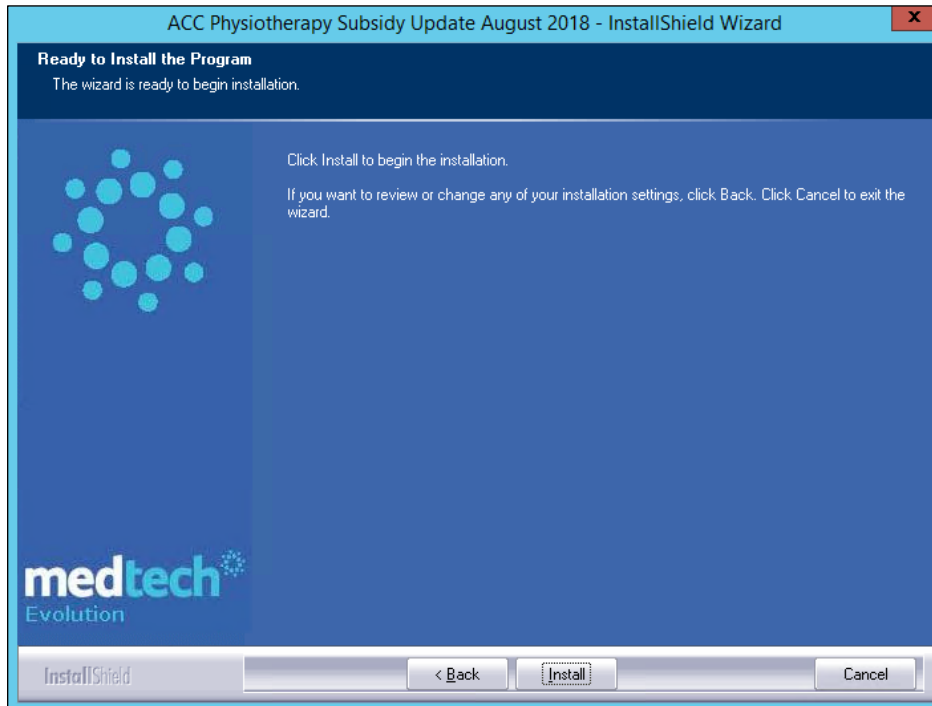 ACC Physiotherapy Subsidy Update August 2018 - InstallShield Wizard
x
Ready to Install the Program
The wizard is ready to begin installation.
Click Install to begin the installation.
If you want to review or change any of your installation settings, click Back. Click Cancel to exit the
wizard.
medtech
Evolution
InstallShield
< Back
Install
Cancel